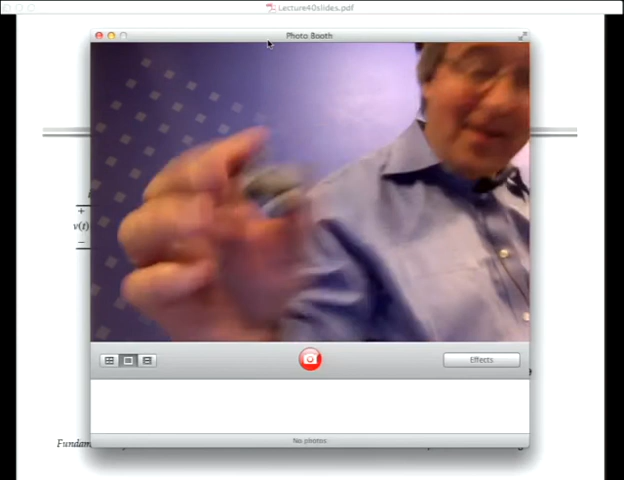 Lecture40slides.pdf
Photo Booth
+
v(t)
−
Effects
No photos
Fundam